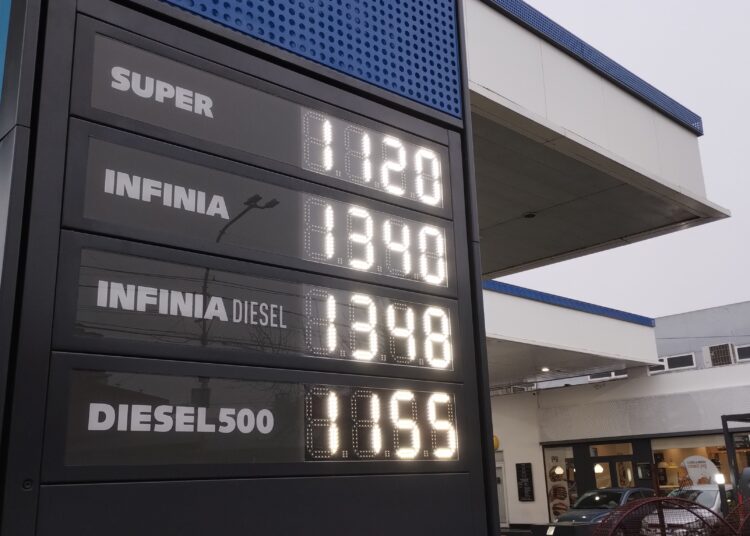 SUPER 1120
INFINIA 1340
INFINIA DIESEL 1348
DIESEL500 1155